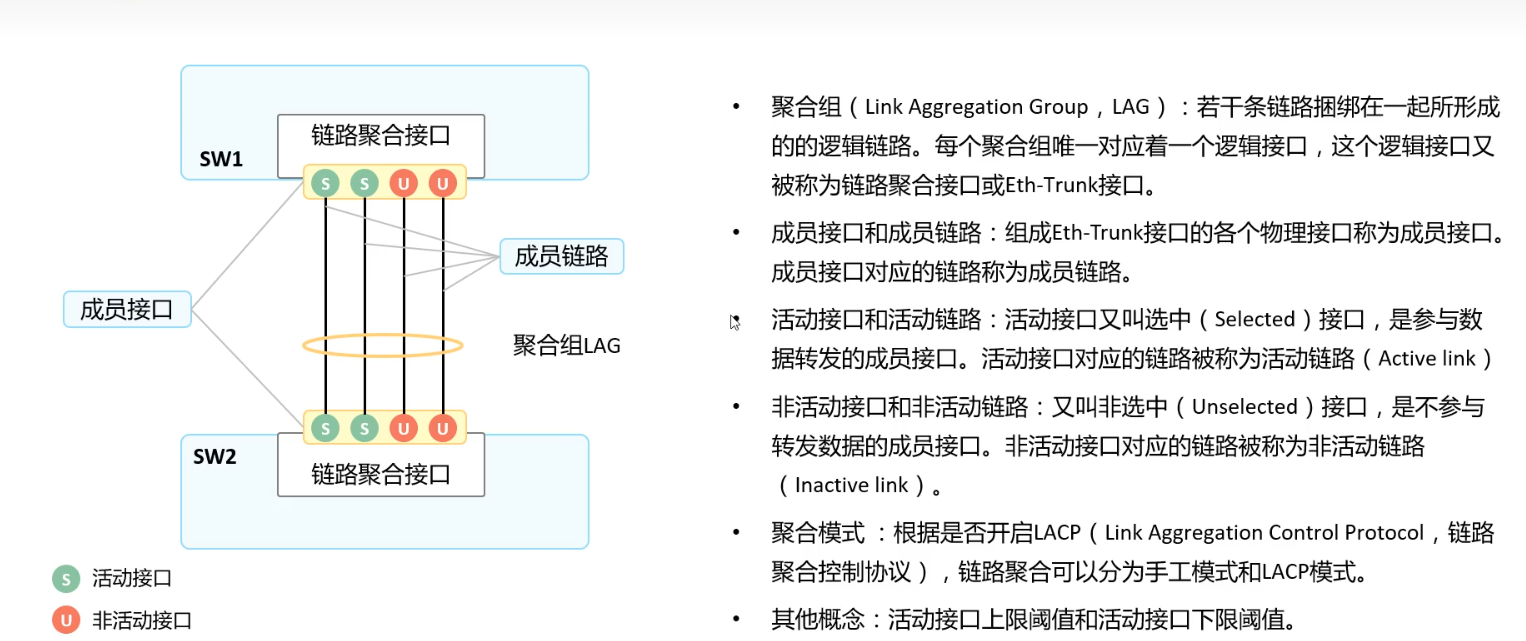 链路聚合接口
SW1
S S U U
成员链路
成员接口
聚合组LAG
S S U U
SW2
链路聚合接口
S 活动接口
U 非活动接口
• 聚合组（Link Aggregation Group，LAG）：若干条链路捆绑在一起所形成
的的逻辑链路。每个聚合组唯一对应着一个逻辑接口，这个逻辑接口又
被称为链路聚合接口或Eth-Trunk接口。
• 成员接口和成员链路：组成Eth-Trunk接口的各个物理接口称为成员接口。
成员接口对应的链路称为成员链路。
• 活动接口和活动链路：活动接口又叫选中（Selected）接口，是参与数
据转发的成员接口。活动接口对应的链路被称为活动链路（Active link）
• 非活动接口和非活动链路：又叫非选中（Unselected）接口，是不参与
转发数据的成员接口。非活动接口对应的链路被称为非活动链路
（Inactive link）。
• 聚合模式 ：根据是否开启LACP（Link Aggregation Control Protocol，链路
聚合控制协议），链路聚合可以分为手工模式和LACP模式。
• 其他概念：活动接口上限阈值和活动接口下限阈值。